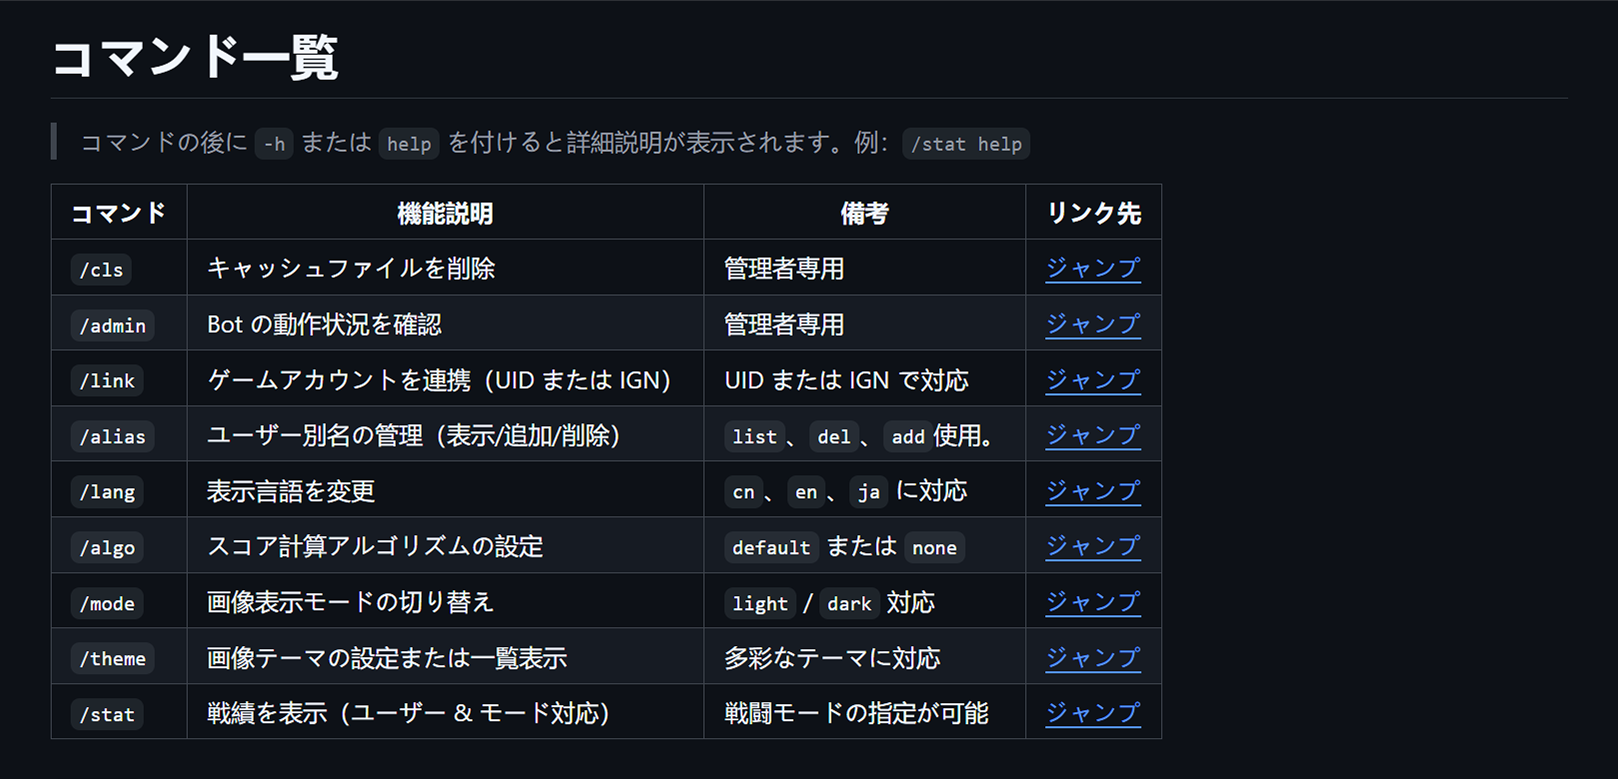 コマンド一覧
コマンドの後に -h または help を付けると詳細説明が表示されます。例： /stat help
コマンド 機能説明 備考 リンク先
/cls キャッシュファイルを削除 管理者専用 ジャンプ
/admin Bot の動作状況を確認 管理者専用 ジャンプ
/link ゲームアカウントを連携（UID または IGN） UID または IGN で対応 ジャンプ
/alias ユーザー別名の管理（表示/追加/削除） list 、 del 、 add 使用。 ジャンプ
/lang 表示言語を変更 cn 、 en 、 ja に対応 ジャンプ
/algo スコア計算アルゴリズムの設定 default または none ジャンプ
/mode 画像表示モードの切り替え light / dark 対応 ジャンプ
/theme 画像テーマの設定または一覧表示 多彩なテーマに対応 ジャンプ
/stat 戦績を表示（ユーザー & モード対応） 戦闘モードの指定が可能 ジャンプ